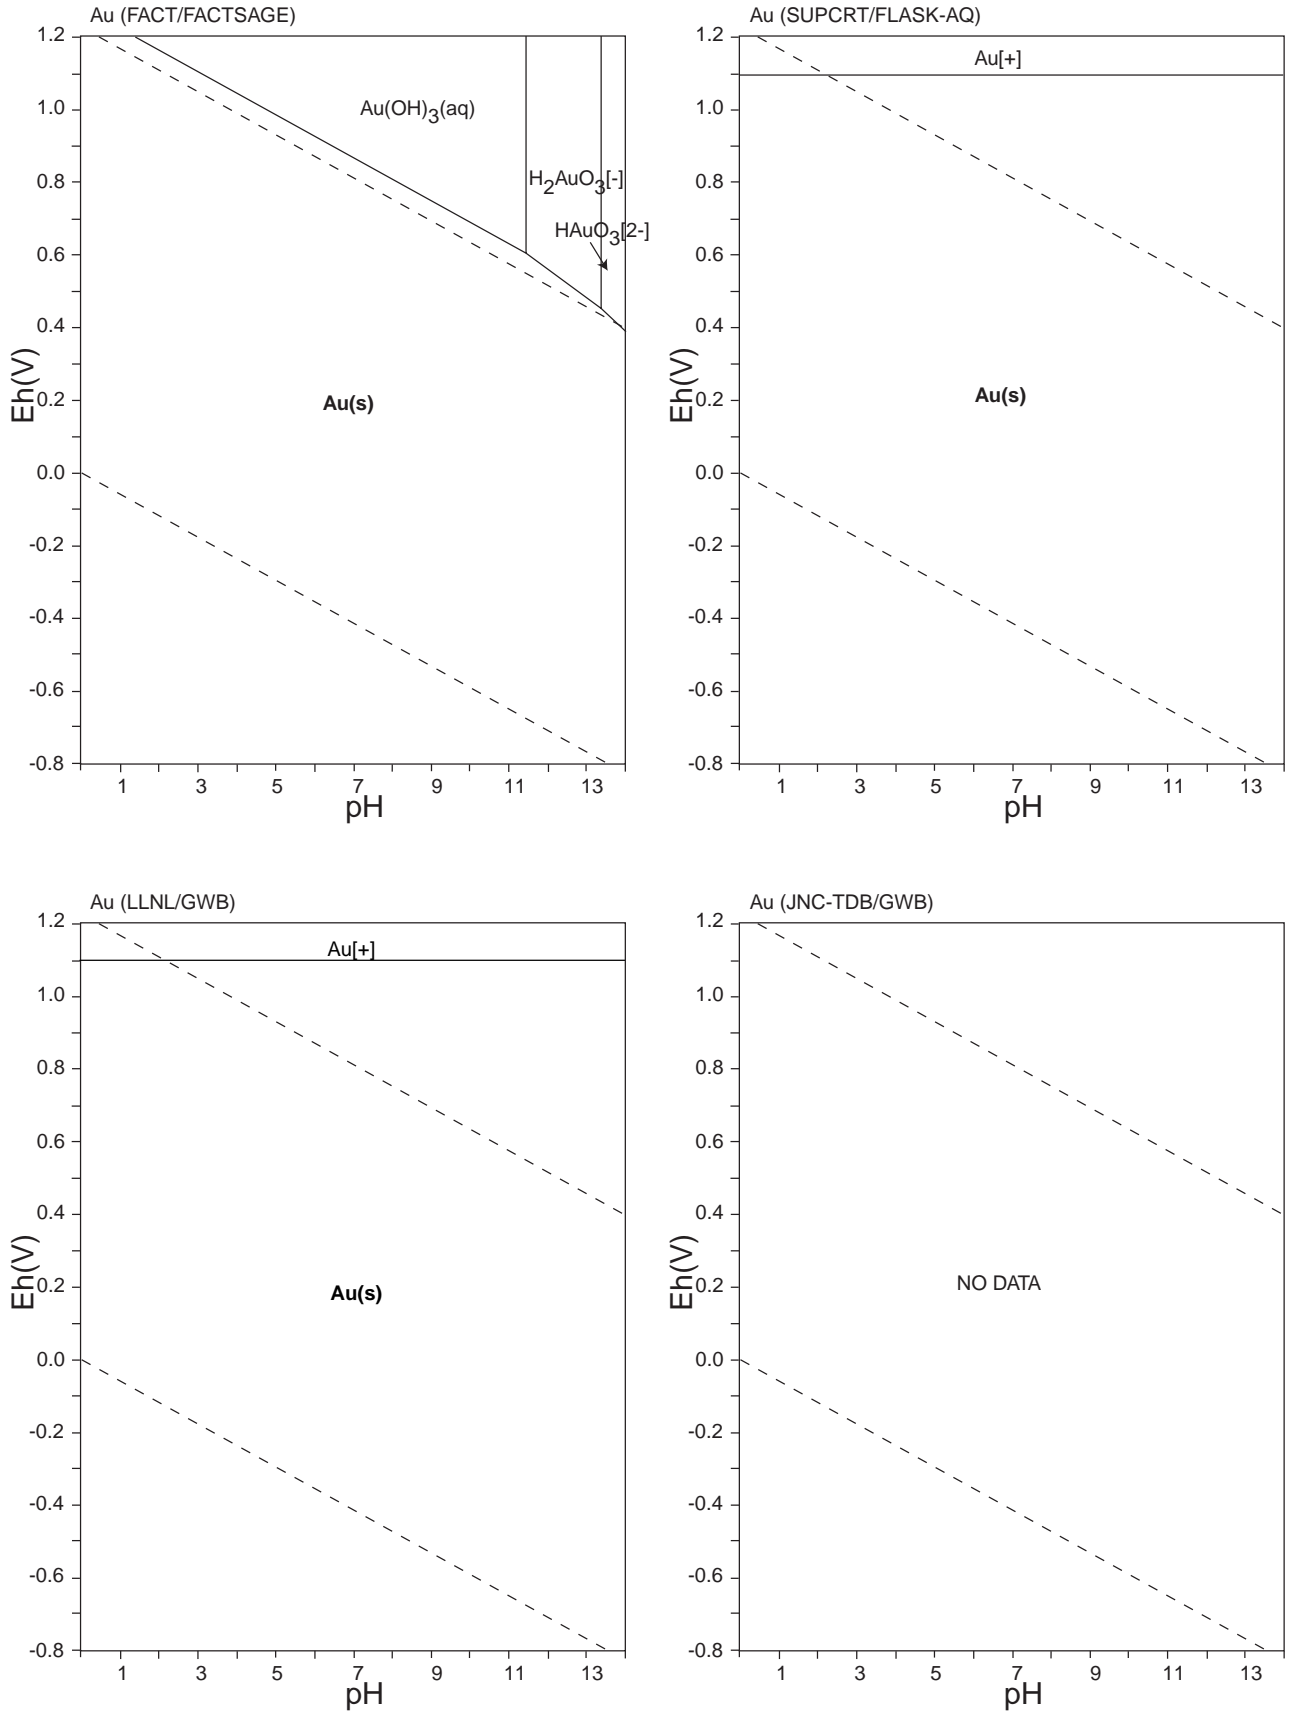 Au (FACT/FACTSAGE)
1.2
1.0
0.8
0.6
0.4
0.2
0.0
-0.2
-0.4
-0.6
-0.8
Eh(V)
Au(OH)3(aq)
H2AuO3[-]
HAuO3[2-]
Au(s)
1 3 5 7 9 11 13
pH
Au (SUPCRT/FLASK-AQ)
1.2
1.0
0.8
0.6
0.4
0.2
0.0
-0.2
-0.4
-0.6
-0.8
Eh(V)
Au[+]
Au(s)
1 3 5 7 9 11 13
pH
Au (LLNL/GWB)
1.2
1.0
0.8
0.6
0.4
0.2
0.0
-0.2
-0.4
-0.6
-0.8
Eh(V)
Au[+]
Au(s)
1 3 5 7 9 11 13
pH
Au (JNC-TDB/GWB)
1.2
1.0
0.8
0.6
0.4
0.2
0.0
-0.2
-0.4
-0.6
-0.8
Eh(V)
NO DATA
1 3 5 7 9 11 13
pH